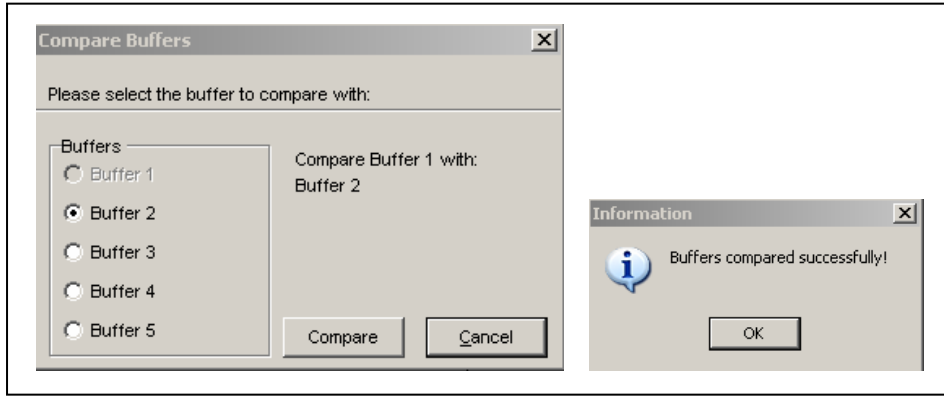 Compare Buffers
Please select the buffer to compare with:
Buffers
Buffer 1
Buffer 2
Buffer 3
Buffer 4
Buffer 5
Compare Buffer 1 with:
Buffer 2
Compare
Cancel
Information
Buffers compared successfully!
OK